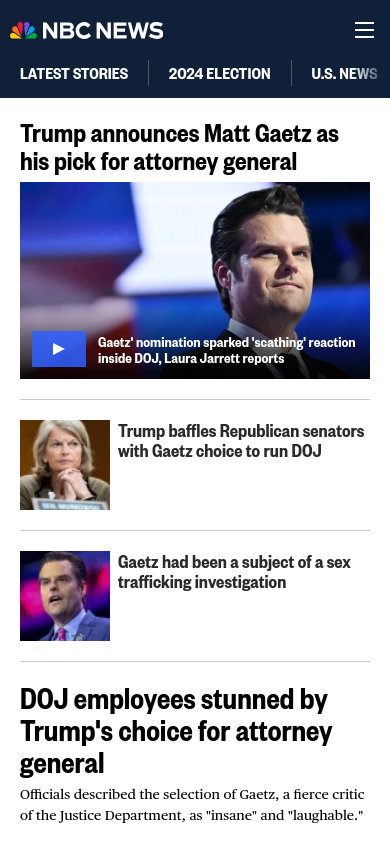 NBC NEWS
LATEST STORIES
2024 ELECTION
U.S. NEWS
Trump announces Matt Gaetz as
his pick for attorney general
Gaetz' nomination sparked 'scathing' reaction
inside DOJ, Laura Jarrett reports
Trump baffles Republican senators
with Gaetz choice to run DOJ
SEN. MURKOWSKI
Gaetz had been a subject of a sex
trafficking investigation
DOJ employees stunned by
Trump's choice for attorney
general
Officials described the selection of Gaetz, a fierce critic
of the Justice Department, as "insane" and "laughable."